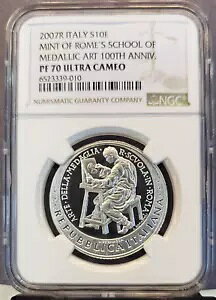 2007R ITALY S10E
MINT OF ROME'S SCHOOL OF
MEDALLIC ART 100TH ANNIV.
PF 70 ULTRA CAMEO
6523339-010
NUMISMATIC GUARANTY COMPANY
NGC
ARTE·DELLA·MEDAGLIA·R·SCVOLA·IN·ROMA
REPUBBLICA ITALIANA